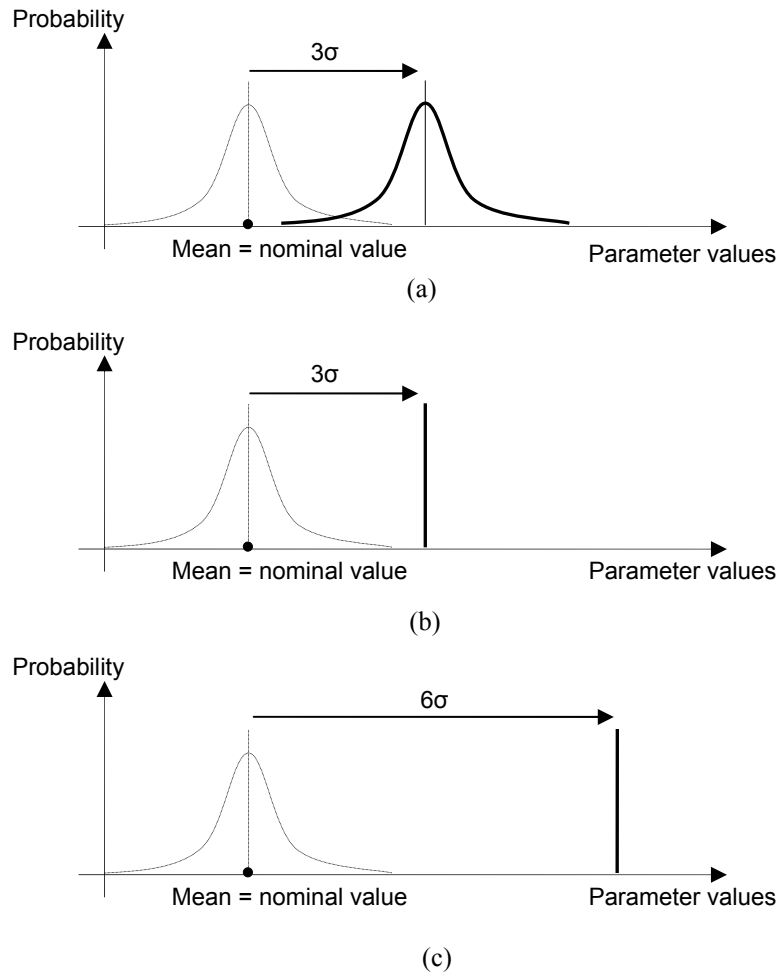 Probability
3σ
Mean = nominal value
Parameter values
(a)
Probability
3σ
Mean = nominal value
Parameter values
(b)
Probability
6σ
Mean = nominal value
Parameter values
(c)